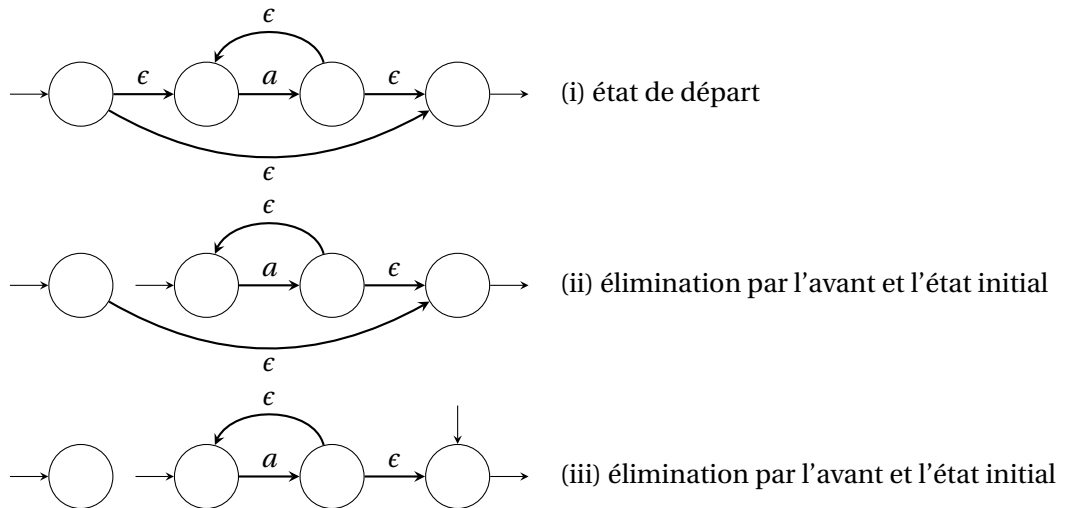 ϵ
ϵ a ϵ (i) état de départ
ϵ
ϵ
a ϵ (ii) élimination par l'avant et l'état initial
ϵ
ϵ
a ϵ (iii) élimination par l'avant et l'état initial